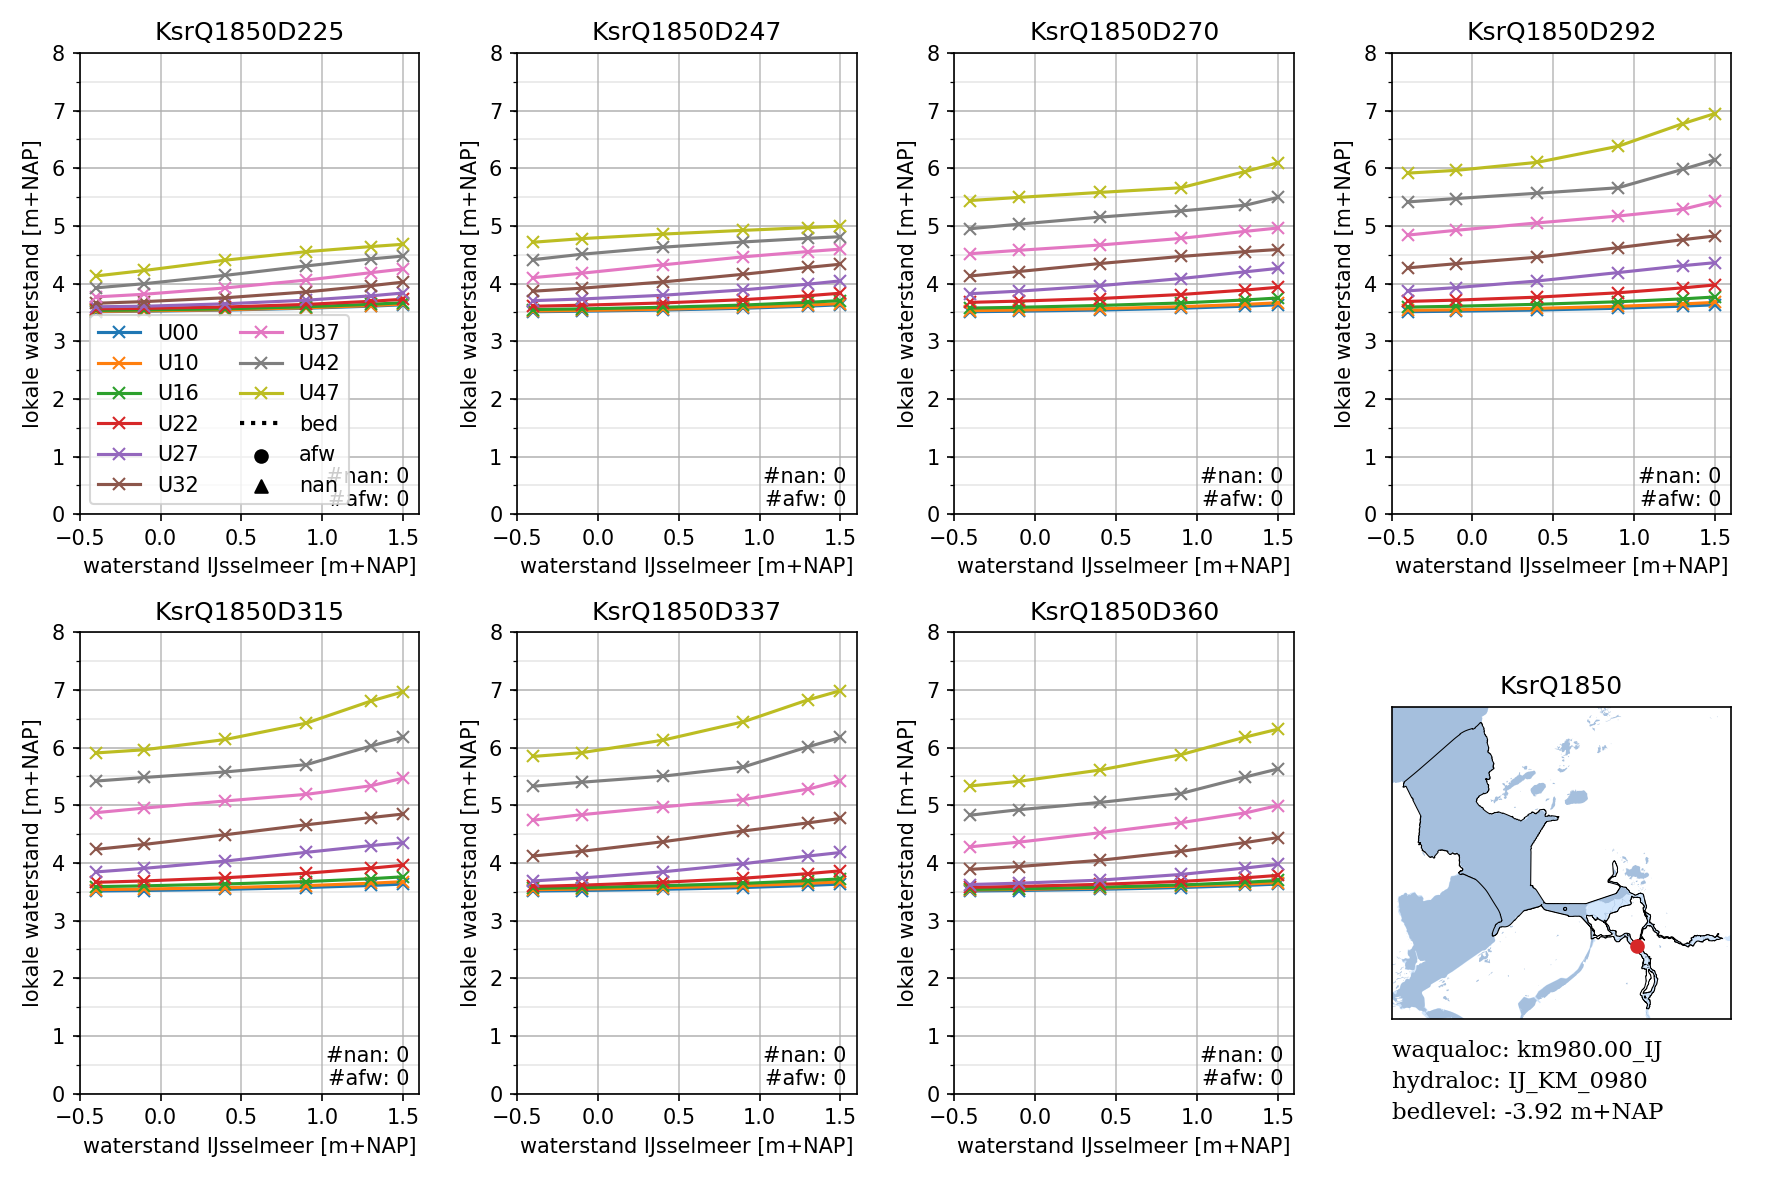 KsrQ1850D225
8
7
6
5
4
3
2
1
0
lokale waterstand [m+NAP]
U00
U10
U16
U22
U27
U32
U37
U42
U47
bed
afw
nan
#nan: 0
#afw: 0
−0.5 0.0 0.5 1.0 1.5
waterstand IJsselmeer [m+NAP]
KsrQ1850D247
8
7
6
5
4
3
2
1
0
lokale waterstand [m+NAP]
#nan: 0
#afw: 0
−0.5 0.0 0.5 1.0 1.5
waterstand IJsselmeer [m+NAP]
KsrQ1850D270
8
7
6
5
4
3
2
1
0
lokale waterstand [m+NAP]
#nan: 0
#afw: 0
−0.5 0.0 0.5 1.0 1.5
waterstand IJsselmeer [m+NAP]
KsrQ1850D292
8
7
6
5
4
3
2
1
0
lokale waterstand [m+NAP]
#nan: 0
#afw: 0
−0.5 0.0 0.5 1.0 1.5
waterstand IJsselmeer [m+NAP]
KsrQ1850D315
8
7
6
5
4
3
2
1
0
lokale waterstand [m+NAP]
#nan: 0
#afw: 0
−0.5 0.0 0.5 1.0 1.5
waterstand IJsselmeer [m+NAP]
KsrQ1850D337
8
7
6
5
4
3
2
1
0
lokale waterstand [m+NAP]
#nan: 0
#afw: 0
−0.5 0.0 0.5 1.0 1.5
waterstand IJsselmeer [m+NAP]
KsrQ1850D360
8
7
6
5
4
3
2
1
0
lokale waterstand [m+NAP]
#nan: 0
#afw: 0
−0.5 0.0 0.5 1.0 1.5
waterstand IJsselmeer [m+NAP]
KsrQ1850
waqualoc: km980.00_IJ
hydraloc: IJ_KM_0980
bedlevel: -3.92 m+NAP